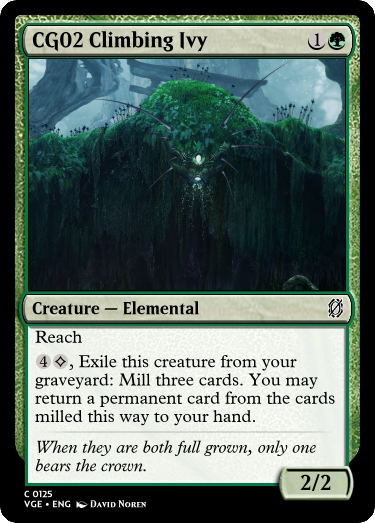 CG02 Climbing Ivy 1
Creature — Elemental
Reach
4, Exile this creature from your
graveyard: Mill three cards. You may
return a permanent card from the cards
milled this way to your hand.
When they are both full grown, only one
bears the crown.
2/2
C 0125
VGE • ENG David Noren